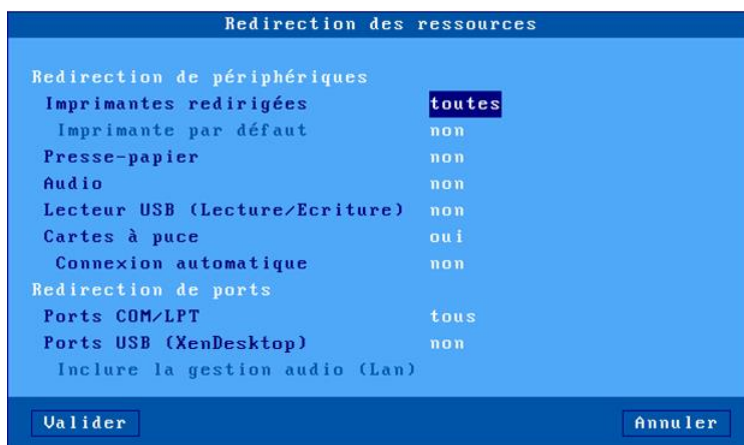 Redirection des ressources
Redirection de périphériques
Imprimantes redirigées toutes
Imprimante par défaut non
Presse-papier non
Audio non
Lecteur USB (Lecture/Ecriture) non
Cartes à puce oui
Connexion automatique non
Redirection de ports
Ports COM/LPT tous
Ports USB (XenDesktop) non
Inclure la gestion audio (Lan)
Valider Annuler